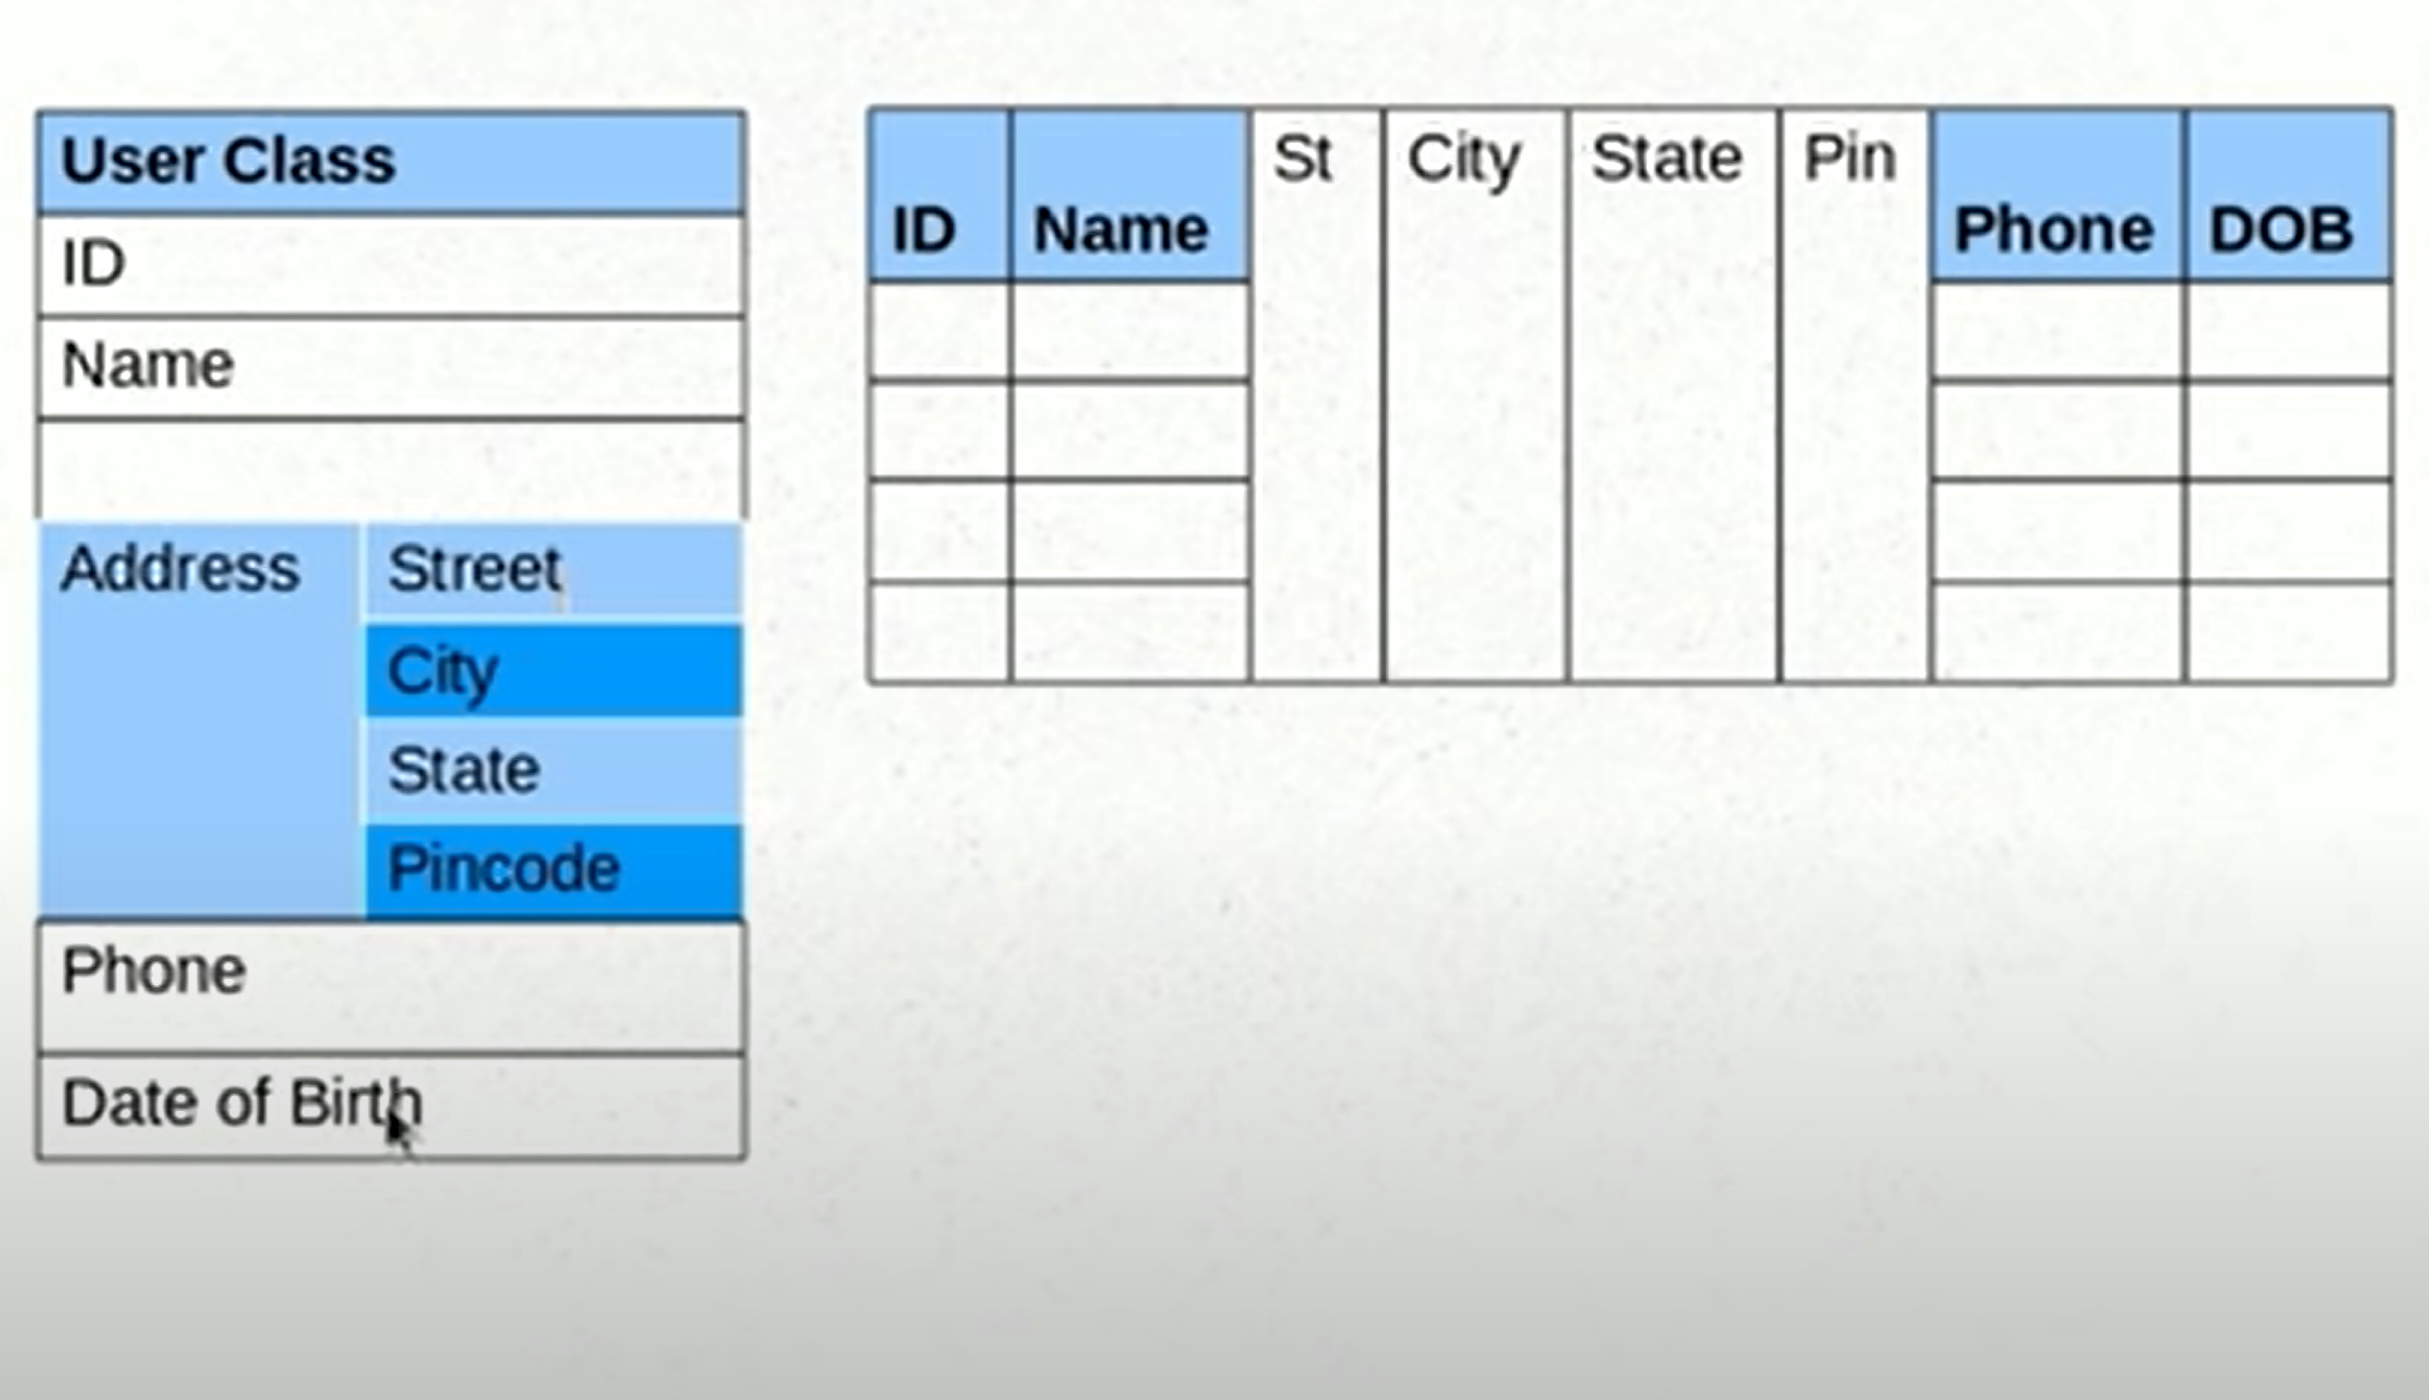 User Class
ID
Name
Address Street
City
State
Pincode
Phone
Date of Birth
St City State Pin
ID Name Phone DOB